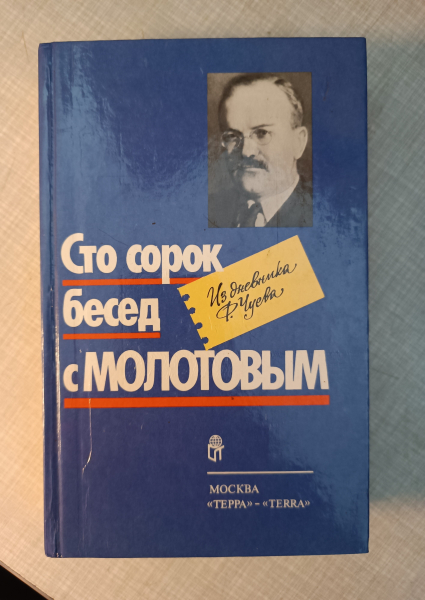 Сто сорок
бесед
Из дневника
Ф. Чуева
с МОЛОТОВЫМ
МОСКВА
«ТЕРРА» – «TERRA»